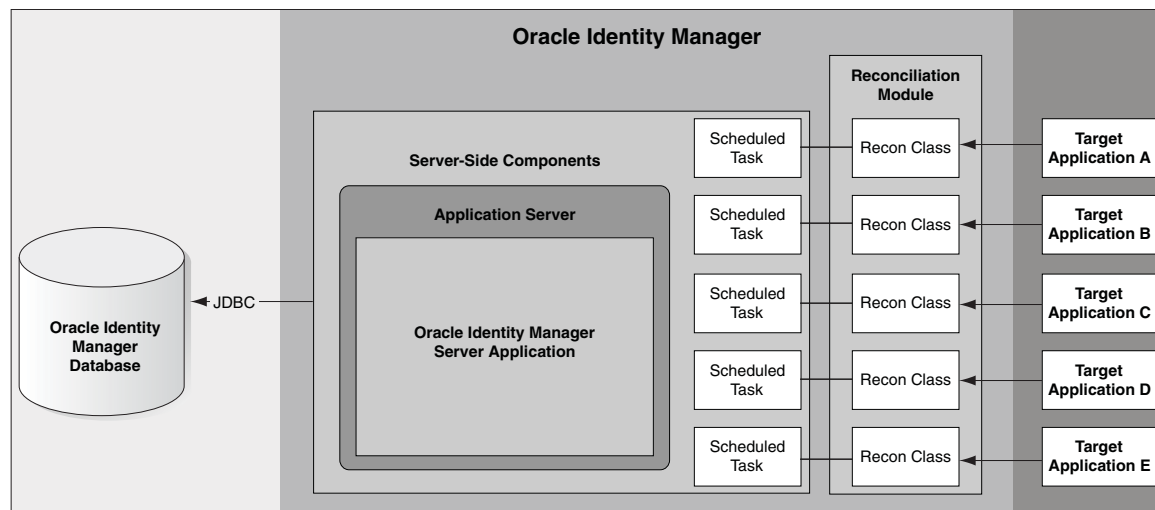 Oracle Identity Manager
Reconciliation
Module
Server-Side Components
Application Server
Oracle Identity Manager
Server Application
JDBC
Oracle Identity
Manager
Database
Scheduled
Task
Recon Class
Target
Application A
Scheduled
Task
Recon Class
Target
Application B
Scheduled
Task
Recon Class
Target
Application C
Scheduled
Task
Recon Class
Target
Application D
Scheduled
Task
Recon Class
Target
Application E